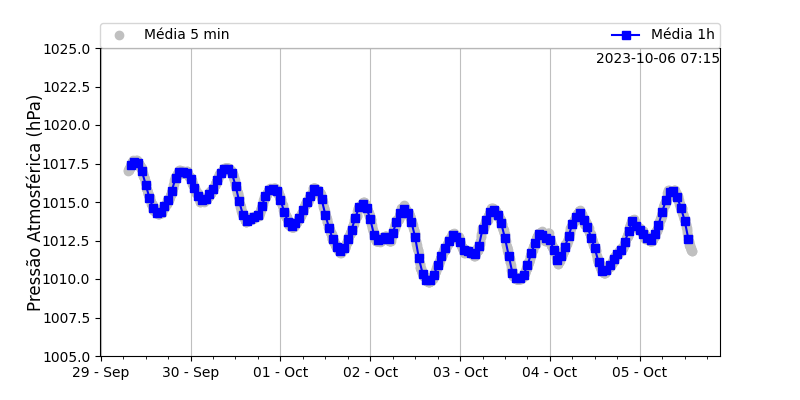 Média 5 min
Média 1h
2023-10-06 07:15
Pressão Atmosférica (hPa)
1025.0
1022.5
1020.0
1017.5
1015.0
1012.5
1010.0
1007.5
1005.0
29 - Sep
30 - Sep
01 - Oct
02 - Oct
03 - Oct
04 - Oct
05 - Oct